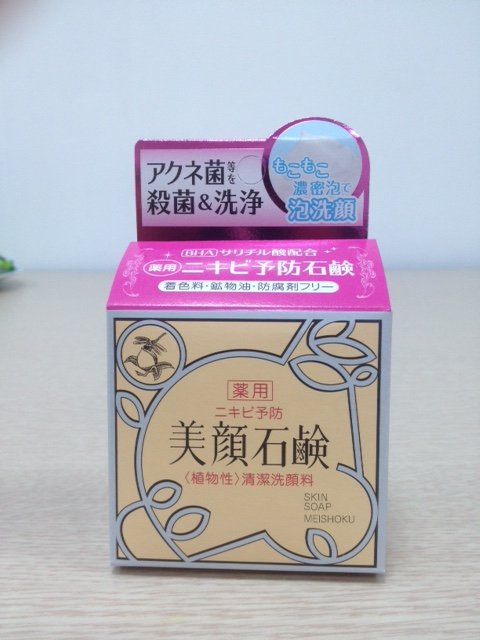 アクネ菌等を
殺菌&洗浄
もこもこ
濃密泡で
泡洗顔
BHA サリチル酸配合
薬用 ニキビ予防石鹸
着色料・鉱物油・防腐剤フリー
薬用
ニキビ予防
美顔石鹸
〈植物性〉清潔洗顔料
SKIN
SOAP
MEISHOKU